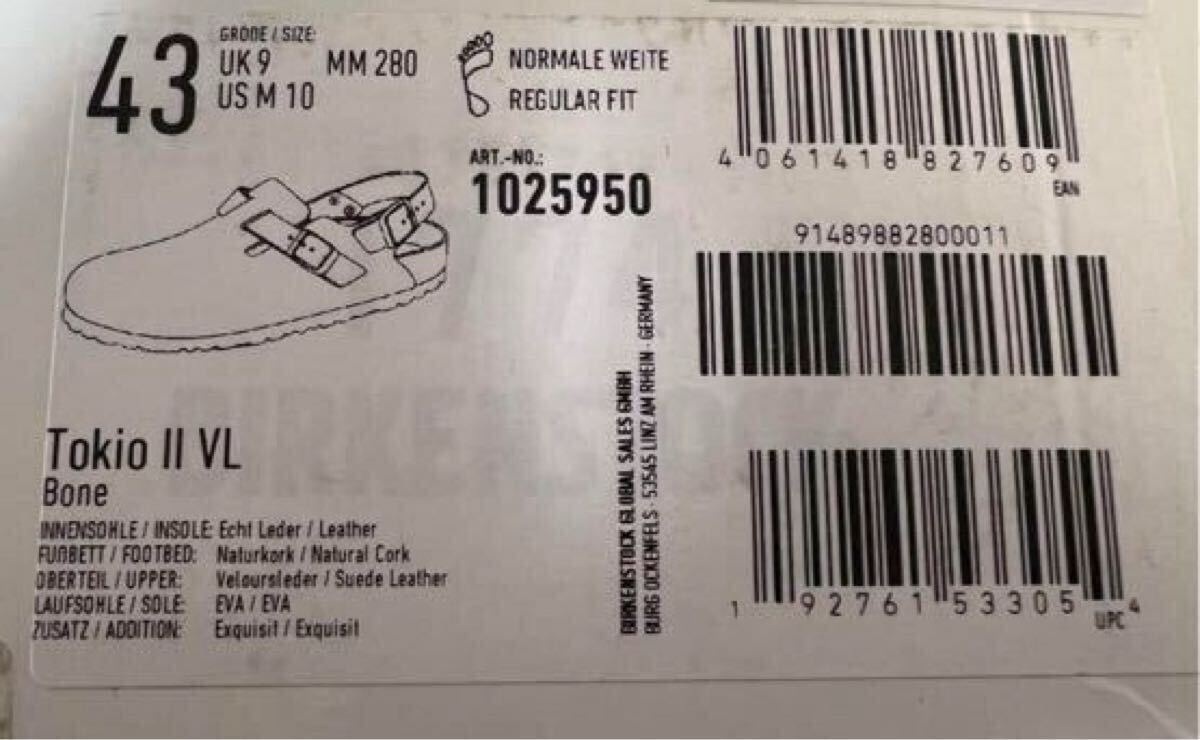 43
GRÖßE / SIZE:
UK 9 MM 280
US M 10
NORMALE WEITE
REGULAR FIT
ART.-NO.:
1025950
4 061418 827609
EAN
91489882800011
Tokio II VL
Bone
INNENSOHLE / INSOLE: Echt Leder / Leather
FUßBETT / FOOTBED: Naturkork / Natural Cork
OBERTEIL / UPPER: Veloursleder / Suede Leather
LAUFSOHLE / SOLE: EVA / EVA
ZUSATZ / ADDITION: Exquisit / Exquisit
BIRKENSTOCK GLOBAL SALES GMBH
BURG OCKENFELS · 53545 LINZ AM RHEIN · GERMANY
1 92761 53305 4
UPC
BIRKENSTOCK